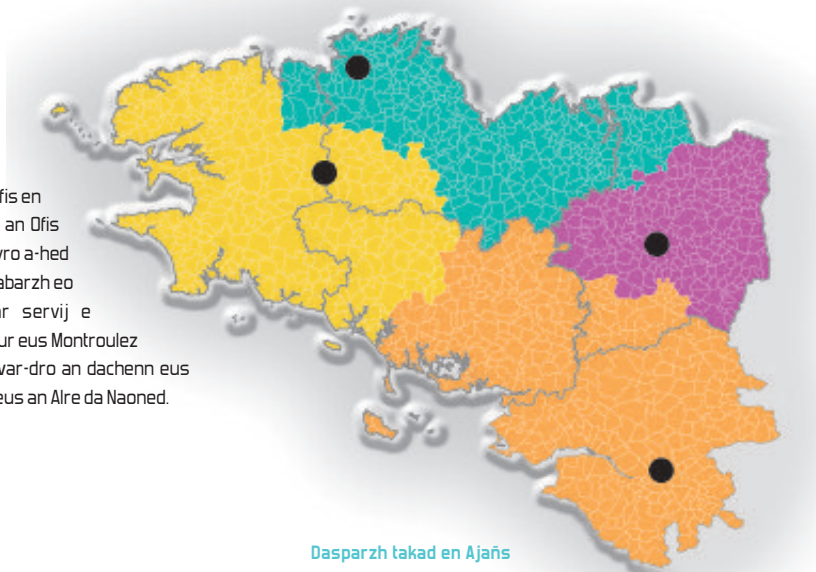 fis en
an Ofis
vro a-hed
abarzh eo
ar servij e
ur eus Montroulez
war-dro an dachenn eus
eus an Alre da Naoned.
Dasparzh takad en Ajañs